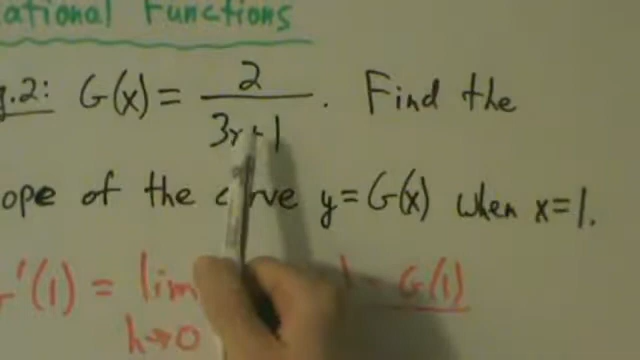 ational Functions
g.2: G(x) = 2 / 3x+1 . Find the
ope of the curve y=G(x) when x=1.
'(1) = lim h→0 - G(1)